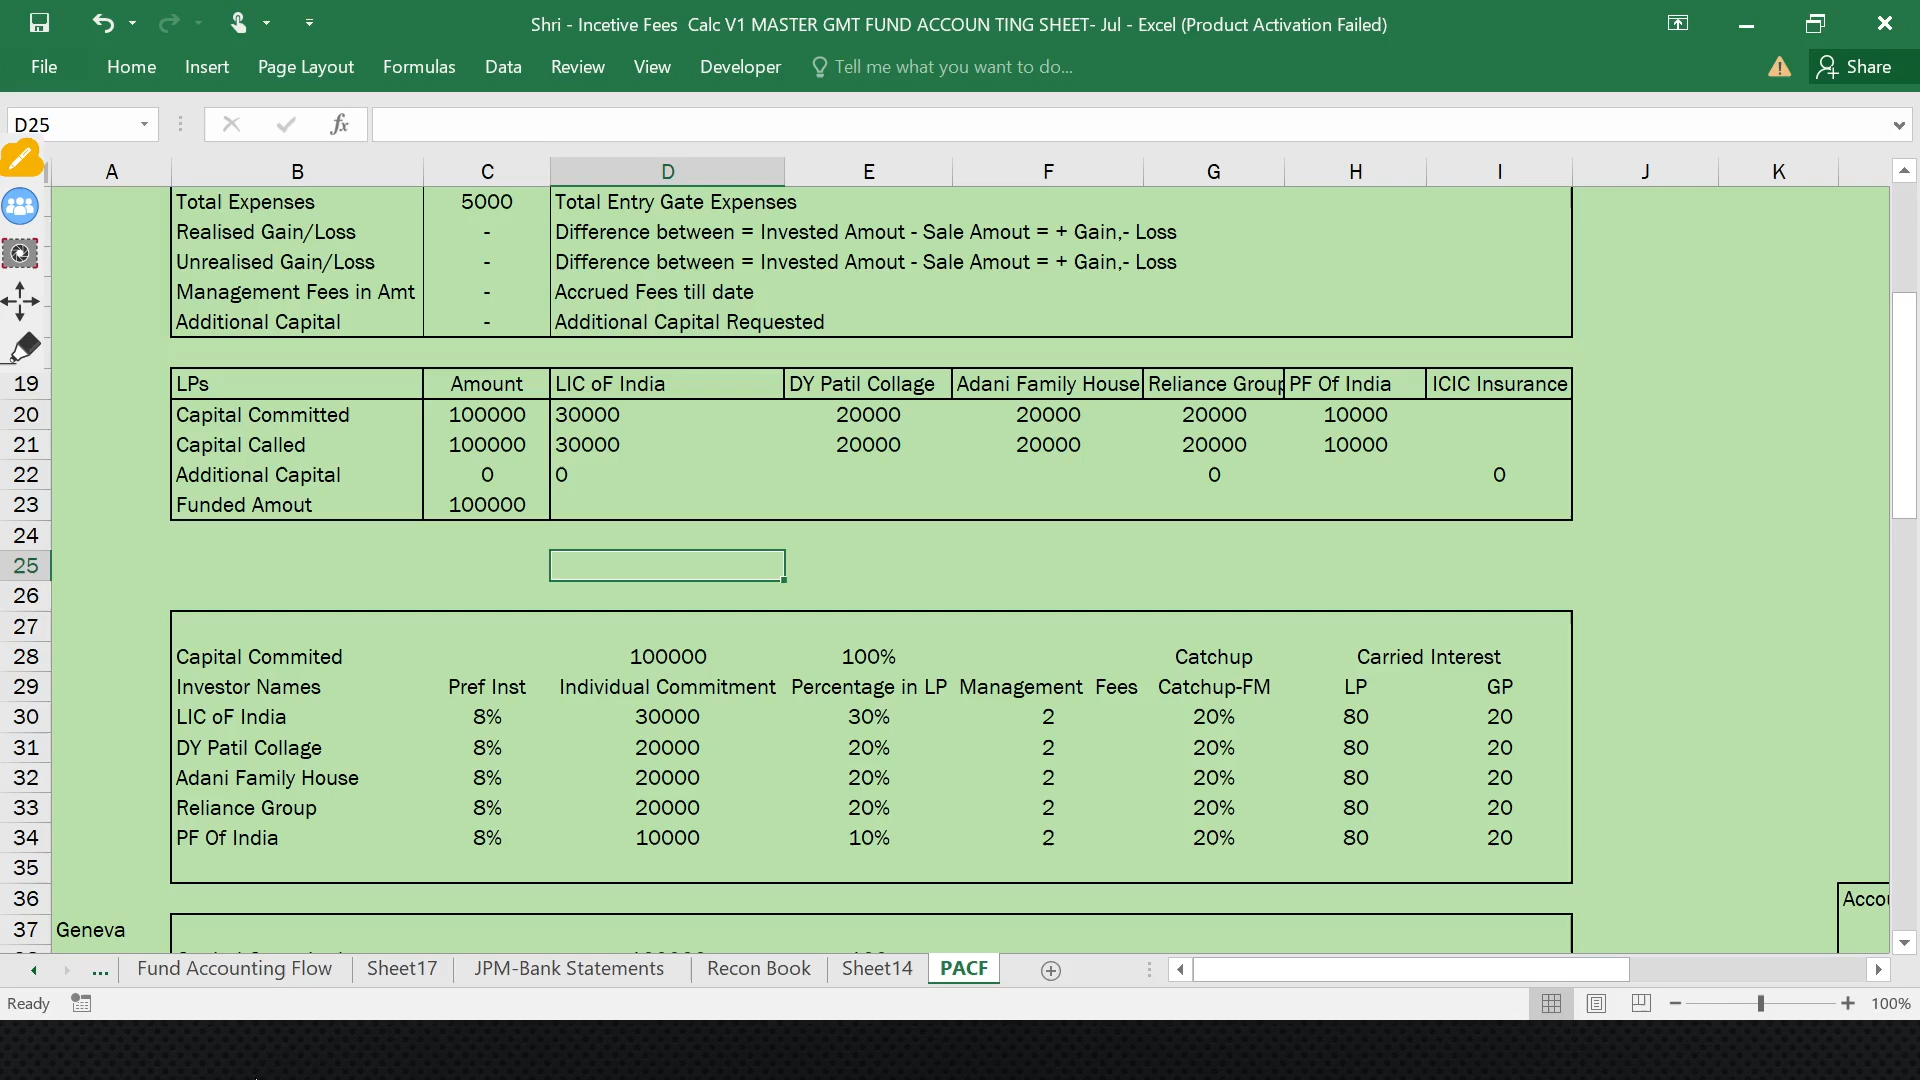 Shri - Incetive Fees  Calc V1 MASTER GMT FUND ACCOUN TING SHEET- Jul - Excel (Product Activation Failed)
File Home Insert Page Layout Formulas Data Review View Developer Tell me what you want to do... Share
D25 fx
A B C D E F G H I J K
Total Expenses 5000 Total Entry Gate Expenses
Realised Gain/Loss - Difference between = Invested Amout - Sale Amout = + Gain,- Loss
Unrealised Gain/Loss - Difference between = Invested Amout - Sale Amout = + Gain,- Loss
Management Fees in Amt - Accrued Fees till date
Additional Capital - Additional Capital Requested
19 LPs Amount LIC oF India DY Patil Collage Adani Family House Reliance Group PF Of India ICIC Insurance
20 Capital Committed 100000 30000 20000 20000 20000 10000
21 Capital Called 100000 30000 20000 20000 20000 10000
22 Additional Capital 0 0 0 0
23 Funded Amout 100000
24
25
26
27
28 Capital Commited 100000 100% Catchup Carried Interest
29 Investor Names Pref Inst Individual Commitment Percentage in LP Management Fees Catchup-FM LP GP
30 LIC oF India 8% 30000 30% 2 20% 80 20
31 DY Patil Collage 8% 20000 20% 2 20% 80 20
32 Adani Family House 8% 20000 20% 2 20% 80 20
33 Reliance Group 8% 20000 20% 2 20% 80 20
34 PF Of India 8% 10000 10% 2 20% 80 20
35
36 Accou
37 Geneva
... Fund Accounting Flow Sheet17 JPM-Bank Statements Recon Book Sheet14 PACF
Ready 100%